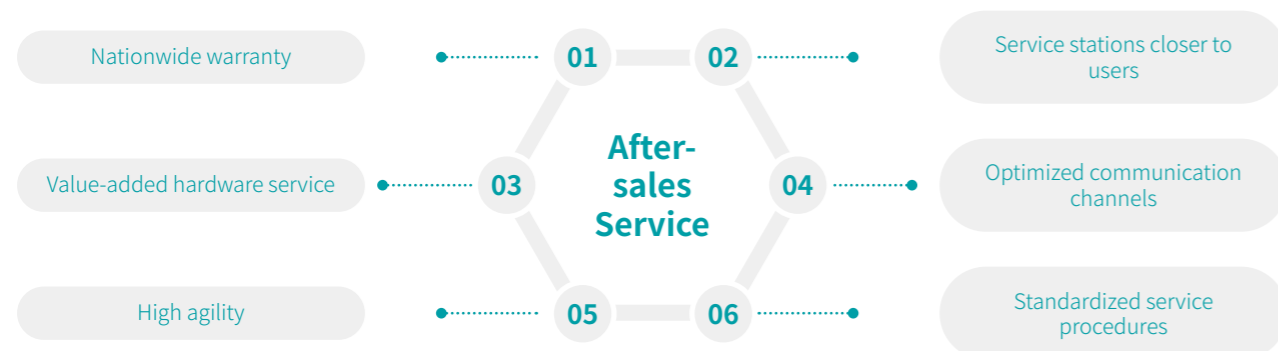 Nationwide warranty
01
02
Service stations closer to
users
After-
sales
Service
Value-added hardware service
03
04
Optimized communication
channels
High agility
05
06
Standardized service
procedures